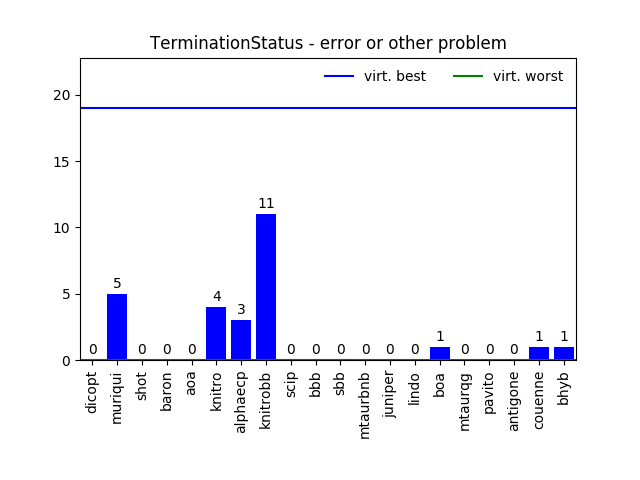 TerminationStatus - error or other problem
virt. best virt. worst
20
15
10
5
0
0 5 0 0 0 4 3 11 0 0 0 0 0 0 1 0 0 0 1 1
dicopt
muriqui
shot
baron
aoa
knitro
alphaecp
knitrobb
scip
bbb
sbb
mtaurbnb
juniper
lindo
boa
mtaurqg
pavito
antigone
couenne
bhyb